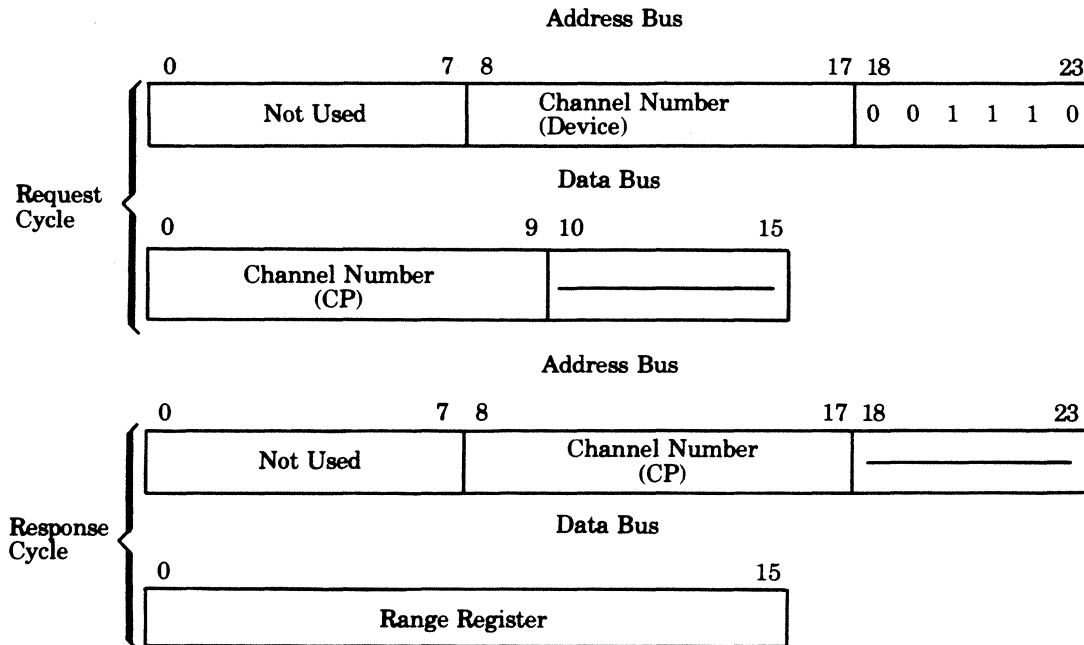 Address Bus
0 7 8 17 18 23
Not Used Channel Number (Device) 0 0 1 1 1 0
Request Cycle
Data Bus
0 9 10 15
Channel Number (CP)
Address Bus
0 7 8 17 18 23
Not Used Channel Number (CP)
Response Cycle
Data Bus
0 15
Range Register